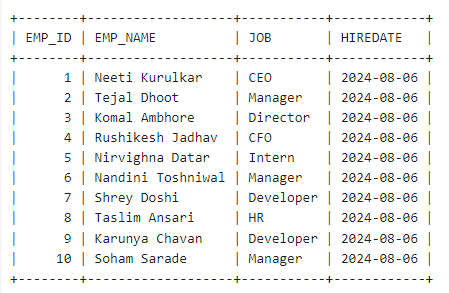 +--------+------------------+-----------+------------+
| EMP_ID | EMP_NAME         | JOB       | HIREDATE   |
+--------+------------------+-----------+------------+
|      1 | Neeti Kurulkar   | CEO       | 2024-08-06 |
|      2 | Tejal Dhoot      | Manager   | 2024-08-06 |
|      3 | Komal Ambhore    | Director  | 2024-08-06 |
|      4 | Rushikesh Jadhav | CFO       | 2024-08-06 |
|      5 | Nirvighna Datar  | Intern    | 2024-08-06 |
|      6 | Nandini Toshniwal | Manager   | 2024-08-06 |
|      7 | Shrey Doshi      | Developer | 2024-08-06 |
|      8 | Taslim Ansari    | HR        | 2024-08-06 |
|      9 | Karunya Chavan   | Developer | 2024-08-06 |
|     10 | Soham Sarade     | Manager   | 2024-08-06 |
+--------+------------------+-----------+------------+